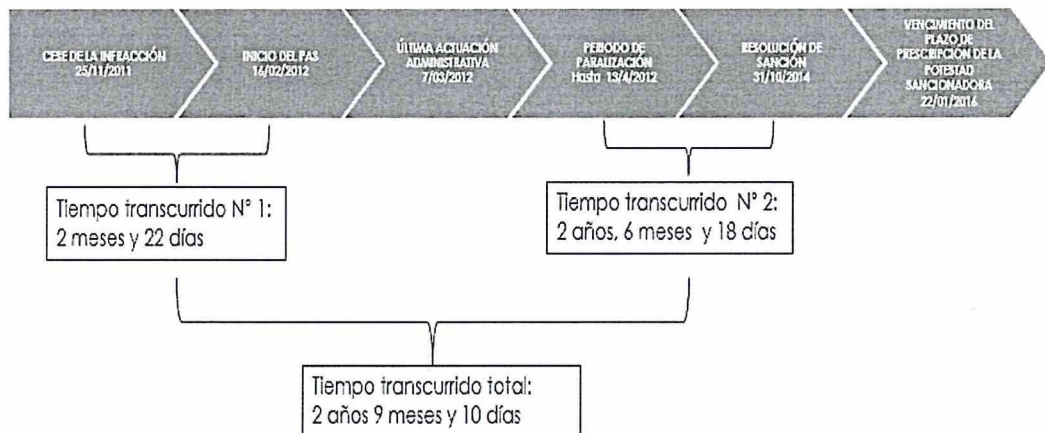 CESE DE LA INFRACCIÓN
25/11/2011
INICIO DEL PAS
16/02/2012
ÚLTIMA ACTUACIÓN
ADMINISTRATIVA
7/03/2012
PERIODO DE
PARALIZACIÓN
Hasta 13/4/2012
RESOLUCIÓN DE
SANCIÓN
31/10/2014
VENCIMIENTO DEL
PLAZO DE
PRESCRIPCIÓN DE LA
POTESTAD
SANCIONADORA
22/01/2016
Tiempo transcurrido N° 1:
2 meses y 22 días
Tiempo transcurrido N° 2:
2 años, 6 meses y 18 días
Tiempo transcurrido total:
2 años 9 meses y 10 días